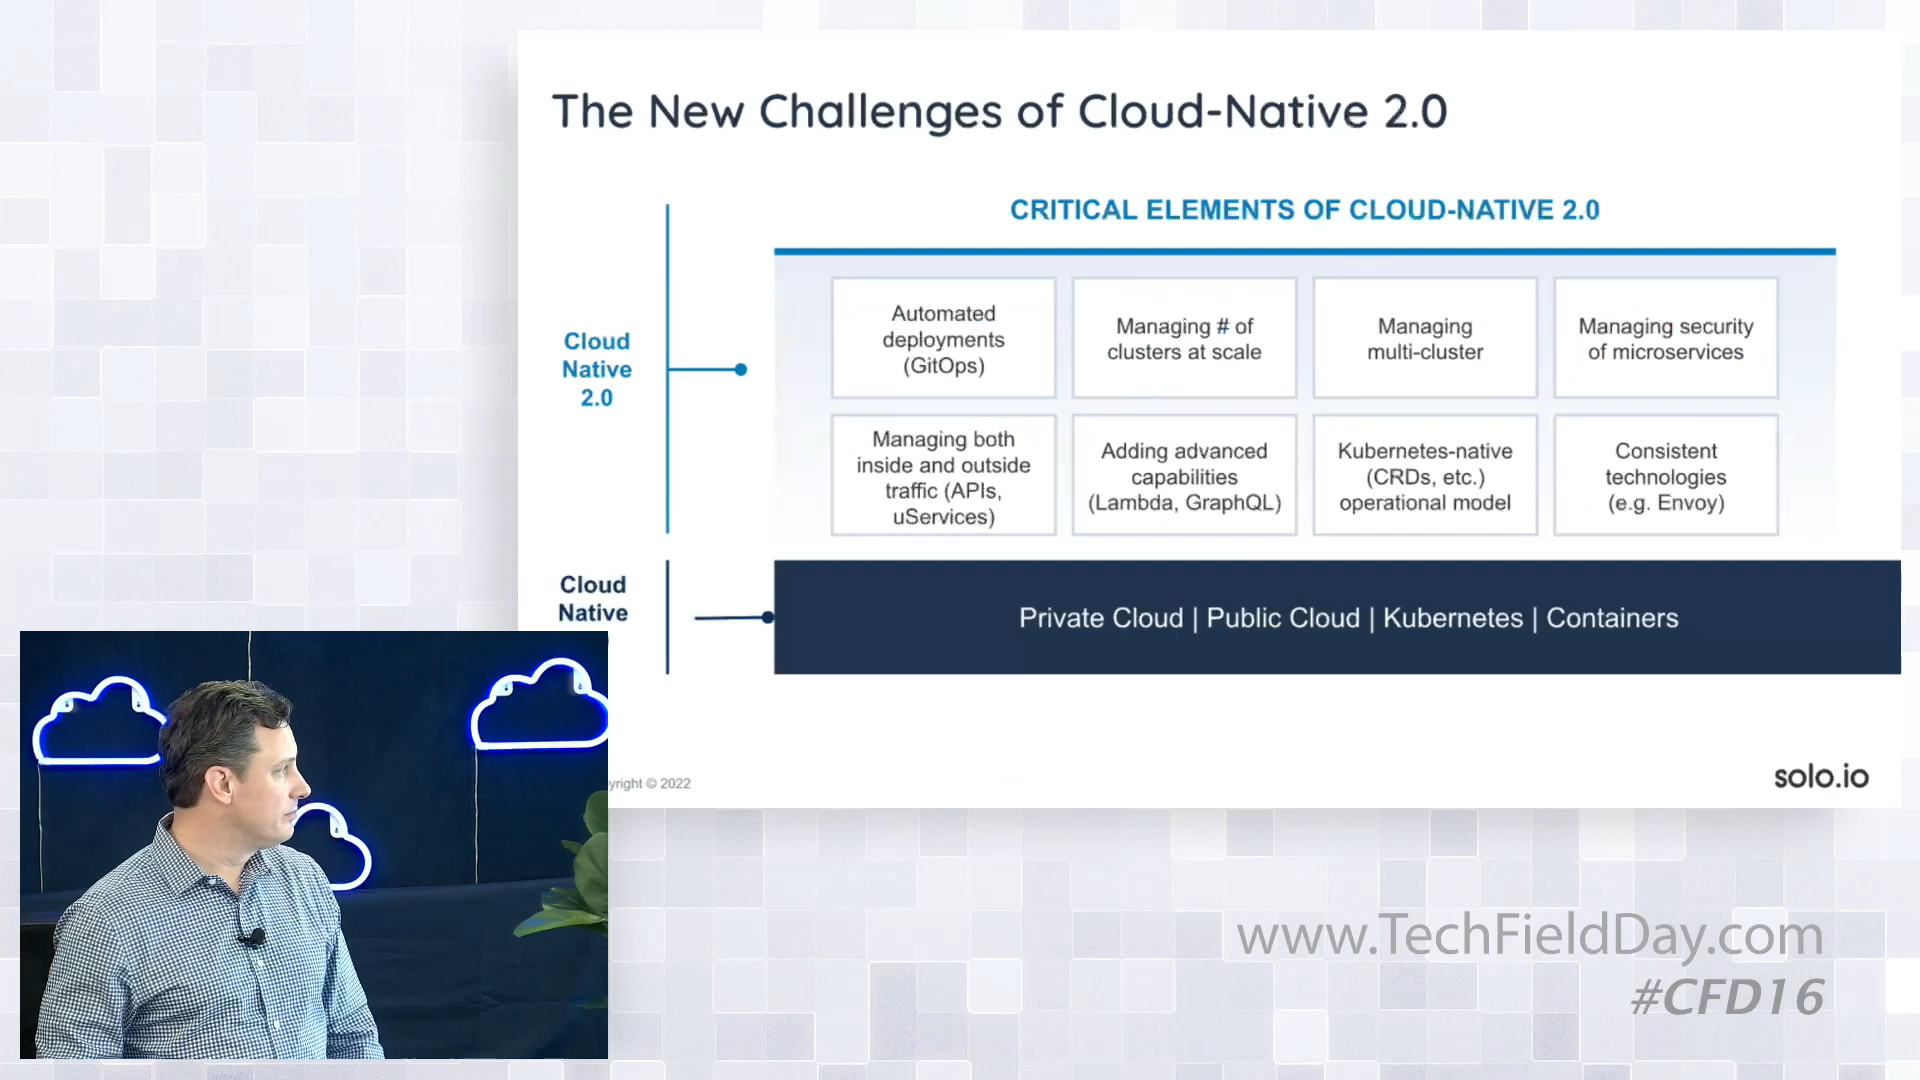 The New Challenges of Cloud-Native 2.0
CRITICAL ELEMENTS OF CLOUD-NATIVE 2.0
Cloud
Native
2.0
Automated
deployments
(GitOps)
Managing # of
clusters at scale
Managing
multi-cluster
Managing security
of microservices
Managing both
inside and outside
traffic (APIs,
uServices)
Adding advanced
capabilities
(Lambda, GraphQL)
Kubernetes-native
(CRDs, etc.)
operational model
Consistent
technologies
(e.g. Envoy)
Cloud
Native
Private Cloud | Public Cloud | Kubernetes | Containers
yright © 2022
solo.io
www.TechFieldDay.com
#CFD16